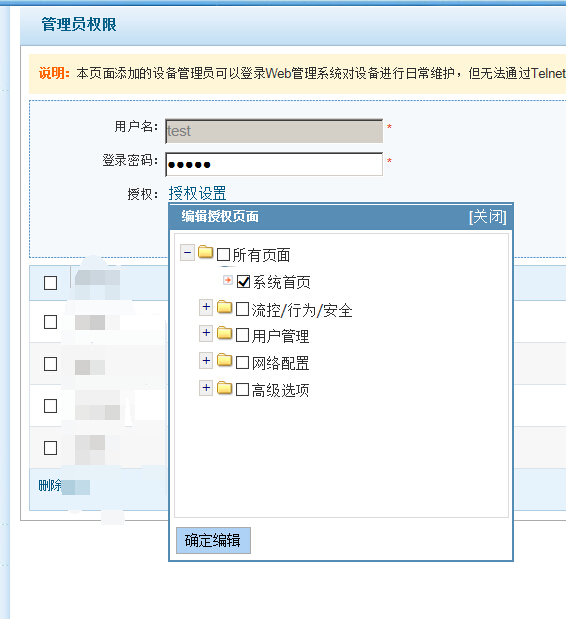 管理员权限
说明：本页面添加的设备管理员可以登录Web管理系统对设备进行日常维护，但无法通过Telnet
用户名： test *
登录密码： ●●●●● *
授权： 授权设置
编辑授权页面 [关闭]
所有页面
系统首页
流控/行为/安全
用户管理
网络配置
高级选项
删除
确定编辑